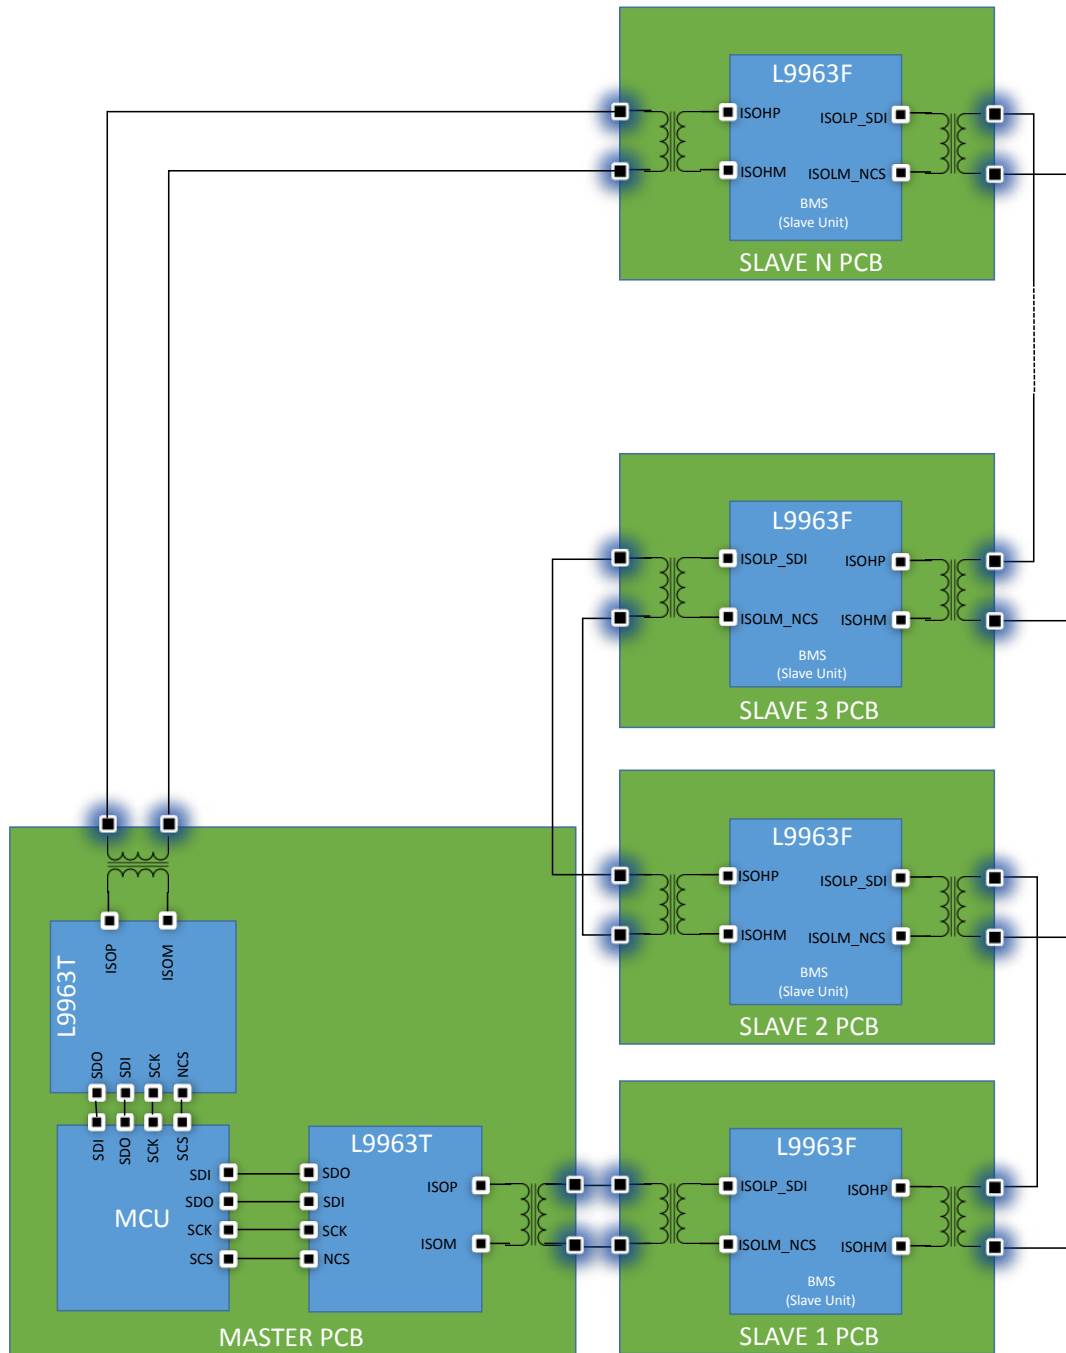 L9963F
ISOHP
ISOLP_SDI
ISOHM
ISOLM_NCS
BMS
(Slave Unit)
SLAVE N PCB
L9963F
ISOLP_SDI
ISOHP
ISOLM_NCS
ISOHM
BMS
(Slave Unit)
SLAVE 3 PCB
L9963F
ISOHP
ISOLP_SDI
ISOHM
ISOLM_NCS
BMS
(Slave Unit)
SLAVE 2 PCB
L9963F
ISOLP_SDI
ISOHP
ISOLM_NCS
ISOHM
BMS
(Slave Unit)
SLAVE 1 PCB
ISOP
ISOM
L9963T
SDO
SDI
SCK
NCS
SDI
SDO
SCK
SCS
MCU
SDI
SDO
SCK
SCS
L9963T
SDO
SDI
SCK
NCS
ISOP
ISOM
MASTER PCB